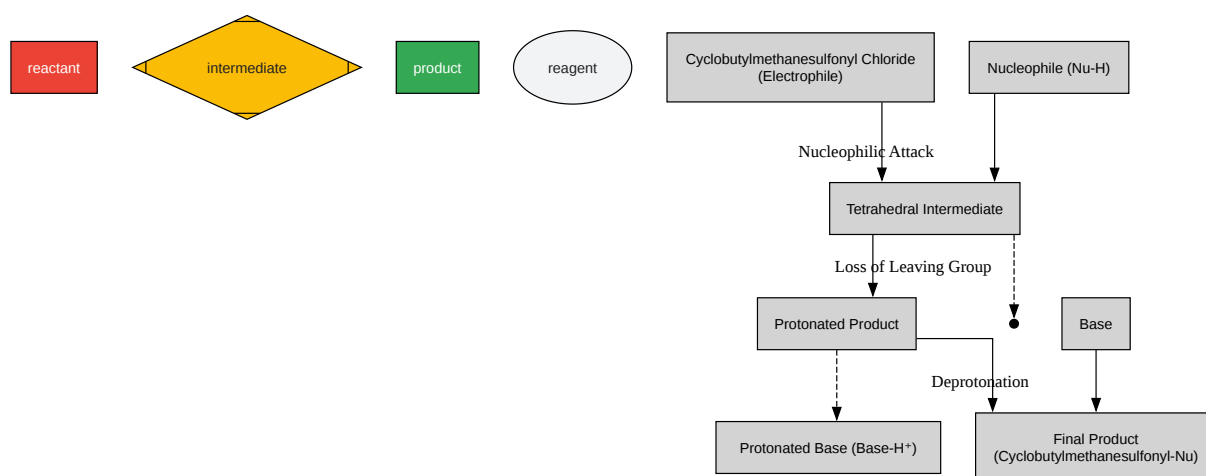 reactant
intermediate
product
reagent
Cyclobutylmethanesulfonyl Chloride
(Electrophile)
Nucleophile (Nu-H)
Nucleophilic Attack
Tetrahedral Intermediate
Loss of Leaving Group
Protonated Product
Base
Deprotonation
Protonated Base (Base-H⁺)
Final Product
(Cyclobutylmethanesulfonyl-Nu)